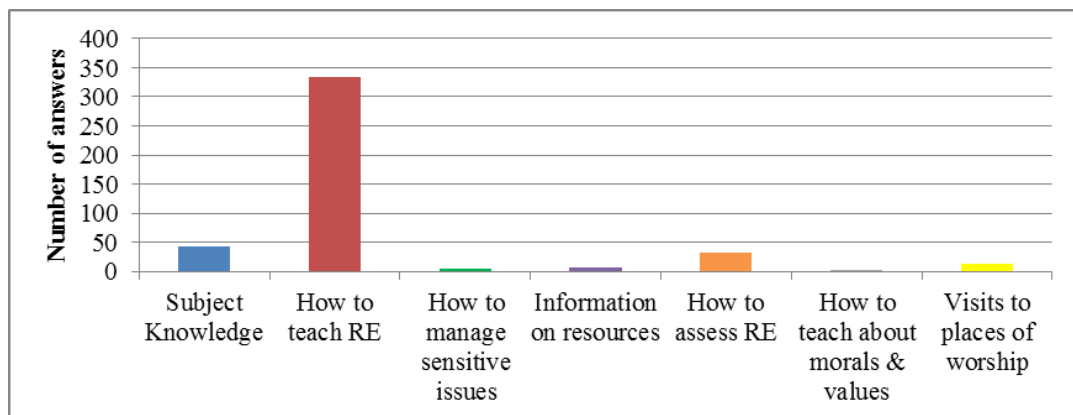 Number of answers
400
350
300
250
200
150
100
50
0
Subject
Knowledge
How to
teach RE
How to
manage
sensitive
issues
Information
on resources
How to
assess RE
How to
teach about
morals &
values
Visits to
places of
worship